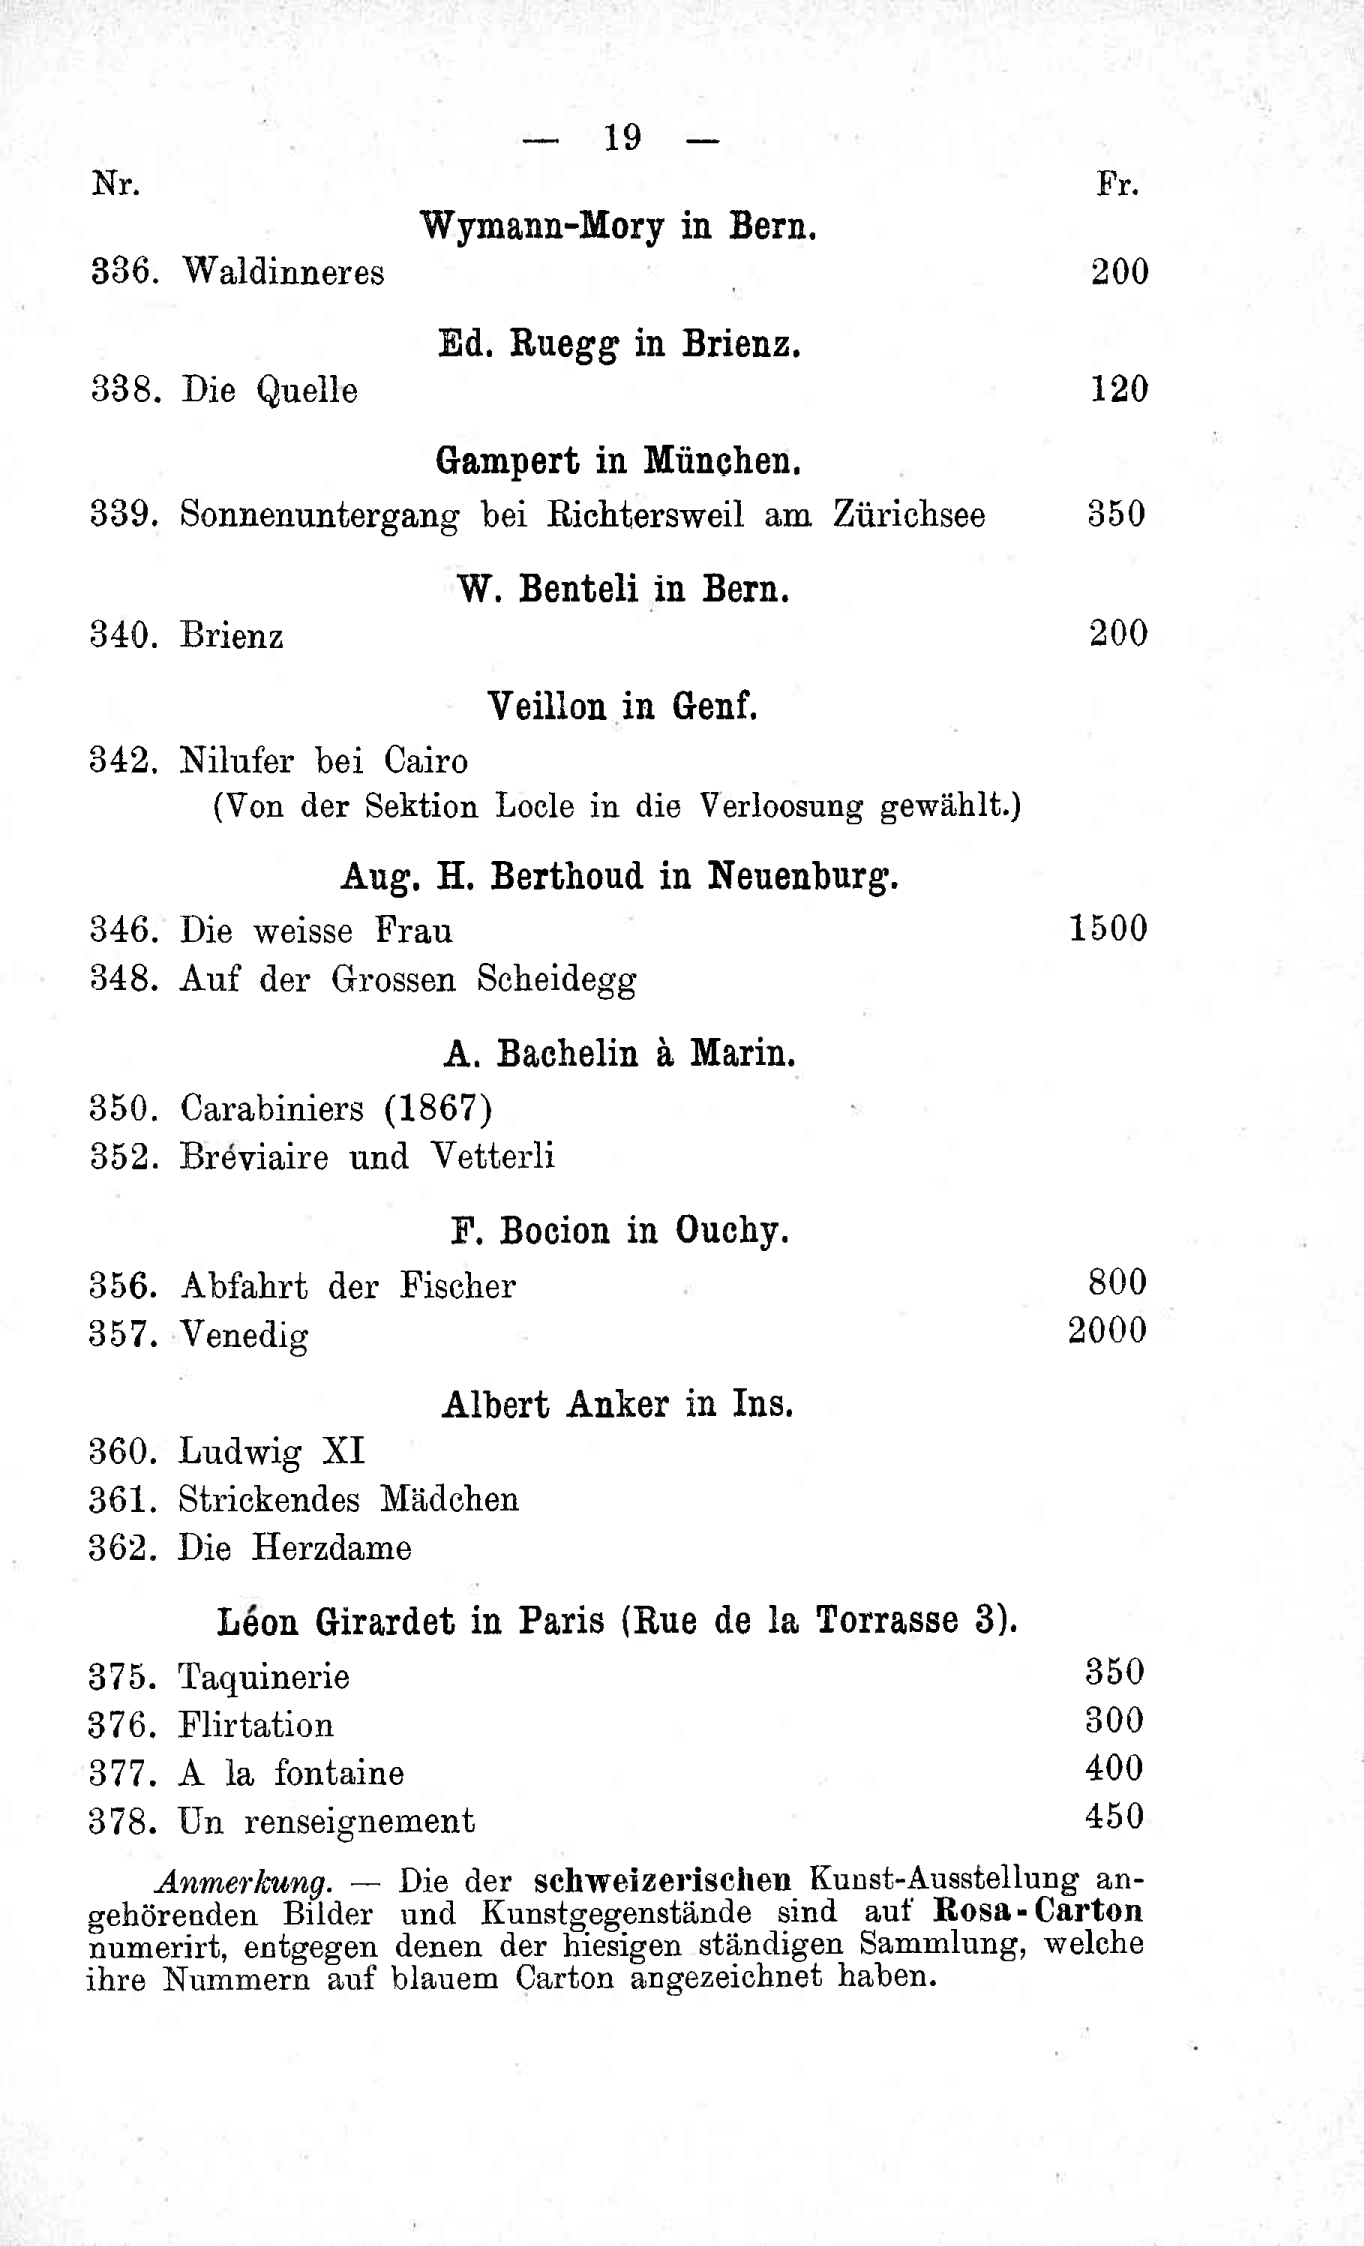 — 19 —
Nr. Fr.
Wymann-Mory in Bern.
336. Waldinneres 200
Ed. Ruegg in Brienz.
338. Die Quelle 120
Gampert in München.
339. Sonnenuntergang bei Richtersweil am Zürichsee 350
W. Benteli in Bern.
340. Brienz 200
Veillon in Genf.
342. Nilufer bei Cairo
(Von der Sektion Locle in die Verloosung gewählt.)
Aug. H. Berthoud in Neuenburg.
346. Die weisse Frau 1500
348. Auf der Grossen Scheidegg
A. Bachelin à Marin.
350. Carabiniers (1867)
352. Bréviaire und Vetterli
F. Bocion in Ouchy.
356. Abfahrt der Fischer 800
357. Venedig 2000
Albert Anker in Ins.
360. Ludwig XI
361. Strickendes Mädchen
362. Die Herzdame
Léon Girardet in Paris (Rue de la Torrasse 3).
375. Taquinerie 350
376. Flirtation 300
377. A la fontaine 400
378. Un renseignement 450
Anmerkung. — Die der schweizerischen Kunst-Ausstellung an-
gehörenden Bilder und Kunstgegenstände sind auf Rosa-Carton
numerirt, entgegen denen der hiesigen ständigen Sammlung, welche
ihre Nummern auf blauem Carton angezeichnet haben.